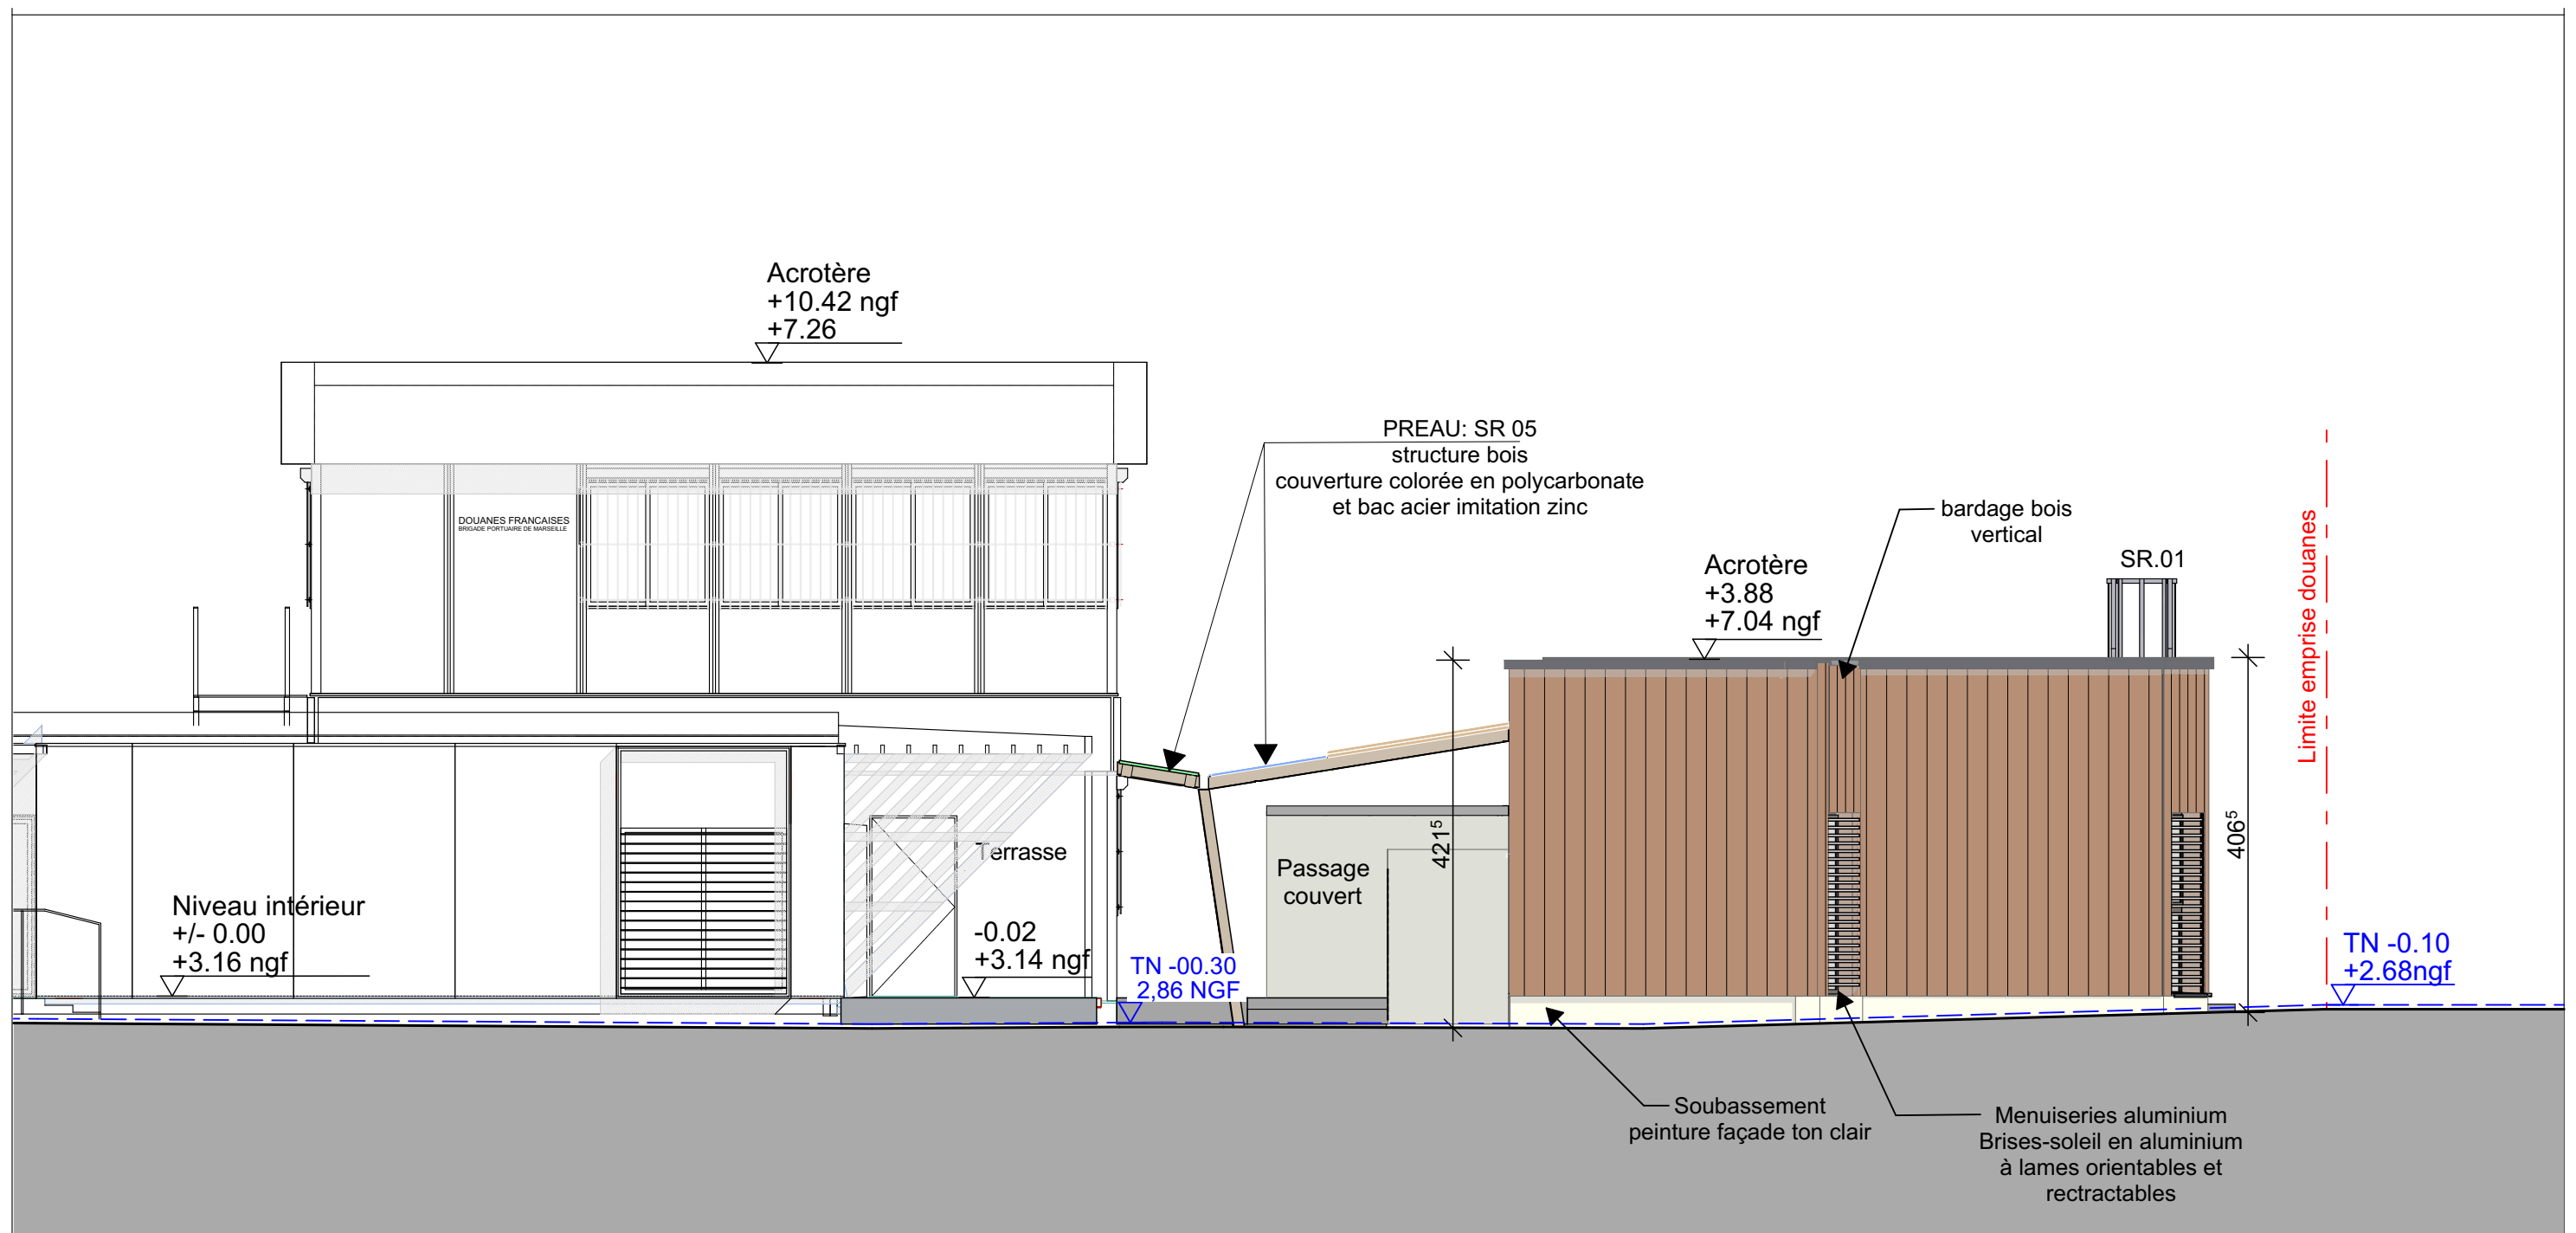 Acrotère
+10.42 ngf
+7.26
DOUANES FRANCAISES
BRIGADE PORTUAIRE DE MARSEILLE
PREAU: SR 05
structure bois
couverture colorée en polycarbonate
et bac acier imitation zinc
bardage bois
vertical
Acrotère
+3.88
+7.04 ngf
SR.01
Limite emprise douanes
Terrasse
Passage
couvert
421⁵
406⁵
Niveau intérieur
+/- 0.00
+3.16 ngf
-0.02
+3.14 ngf
TN -00.30
2,86 NGF
TN -0.10
+2.68ngf
Soubassement
peinture façade ton clair
Menuiseries aluminium
Brises-soleil en aluminium
à lames orientables et
rectractables